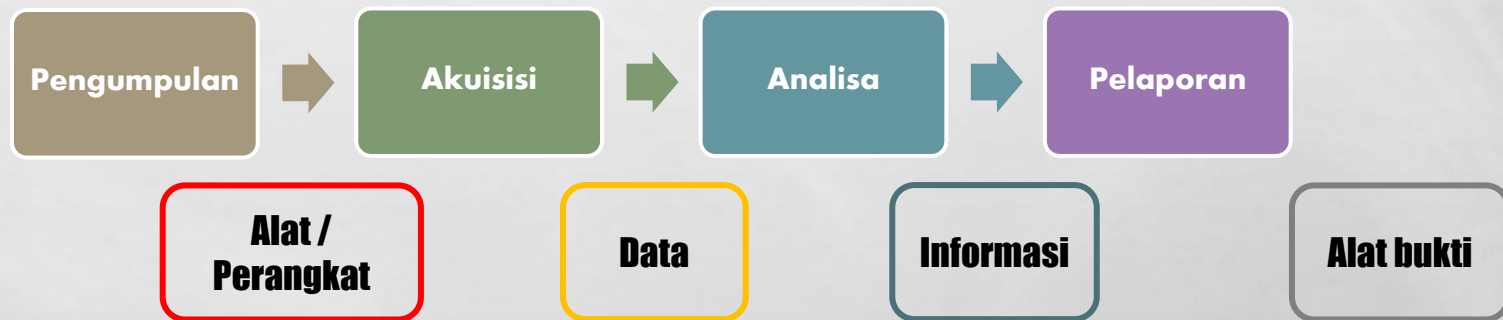 Pengumpulan
Akuisisi
Analisa
Pelaporan
Alat /
Perangkat
Data
Informasi
Alat bukti